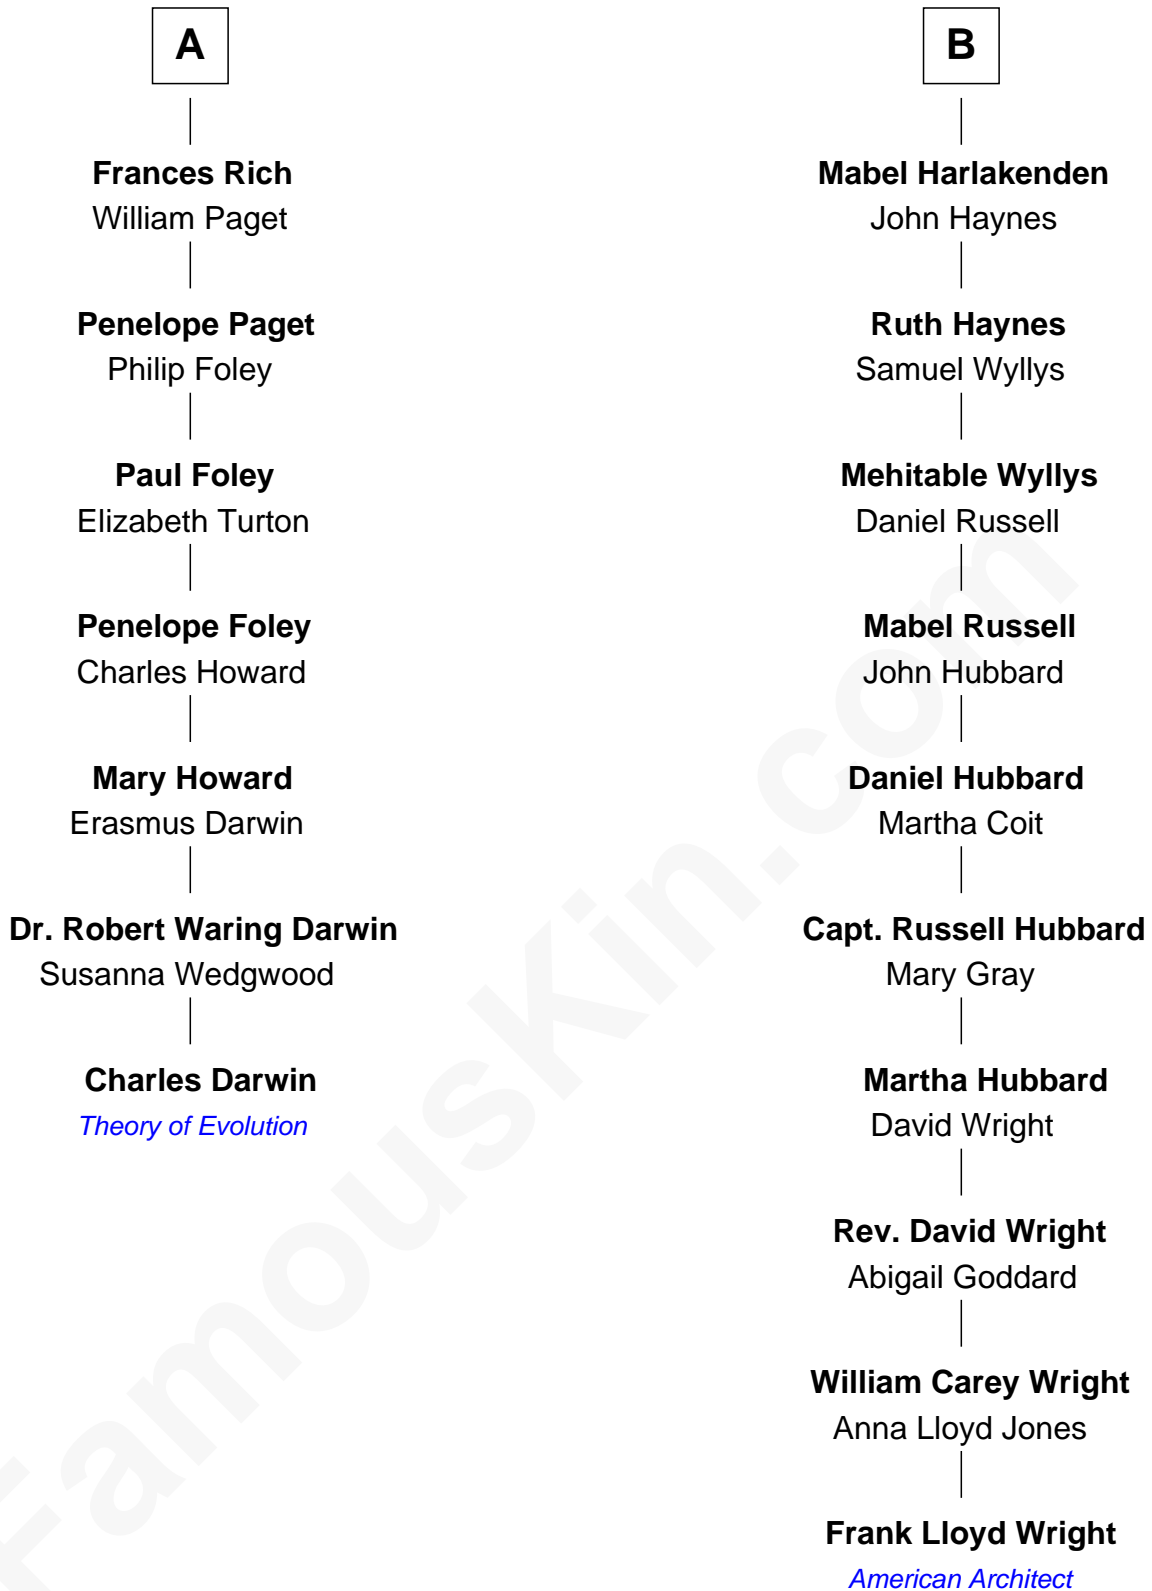 A
Frances Rich
William Paget
Penelope Paget
Philip Foley
Paul Foley
Elizabeth Turton
Penelope Foley
Charles Howard
Mary Howard
Erasmus Darwin
Dr. Robert Waring Darwin
Susanna Wedgwood
Charles Darwin
Theory of Evolution
B
Mabel Harlakenden
John Haynes
Ruth Haynes
Samuel Wyllys
Mehitable Wyllys
Daniel Russell
Mabel Russell
John Hubbard
Daniel Hubbard
Martha Coit
Capt. Russell Hubbard
Mary Gray
Martha Hubbard
David Wright
Rev. David Wright
Abigail Goddard
William Carey Wright
Anna Lloyd Jones
Frank Lloyd Wright
American Architect
FamousKin.com